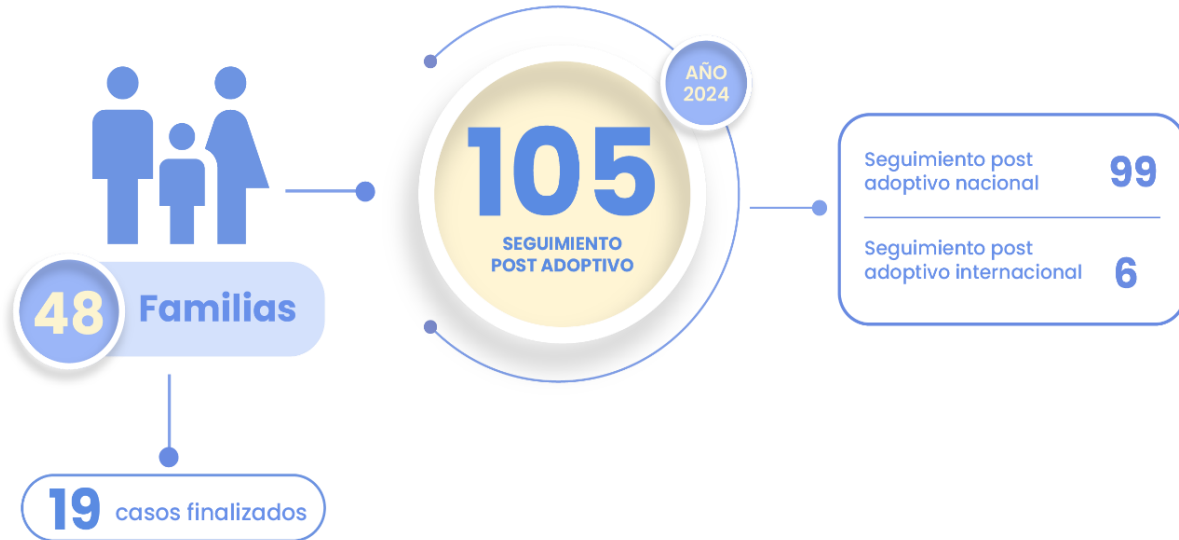 48 Familias
19 casos finalizados
105
SEGUIMIENTO
POST ADOPTIVO
AÑO
2024
Seguimiento post
adoptivo nacional 99
Seguimiento post
adoptivo internacional 6